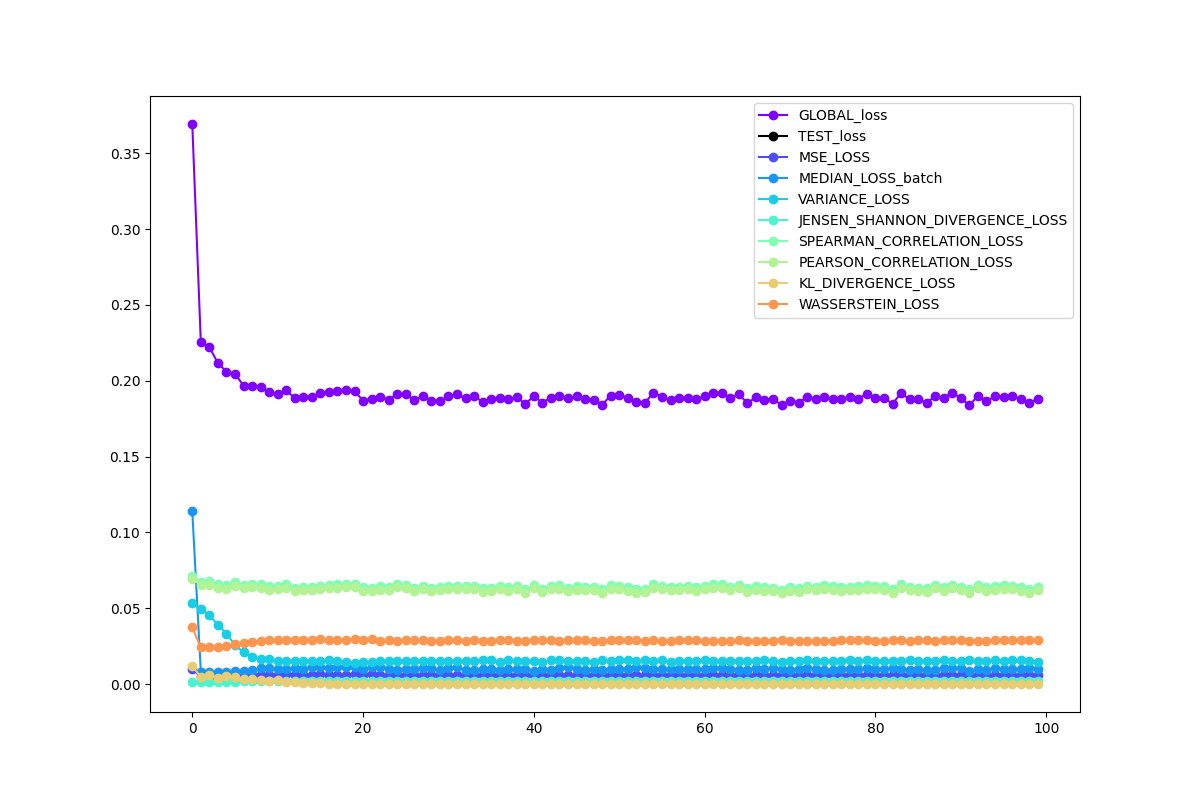 GLOBAL_loss
TEST_loss
MSE_LOSS
MEDIAN_LOSS_batch
VARIANCE_LOSS
JENSEN_SHANNON_DIVERGENCE_LOSS
SPEARMAN_CORRELATION_LOSS
PEARSON_CORRELATION_LOSS
KL_DIVERGENCE_LOSS
WASSERSTEIN_LOSS
0.35
0.30
0.25
0.20
0.15
0.10
0.05
0.00
0 20 40 60 80 100